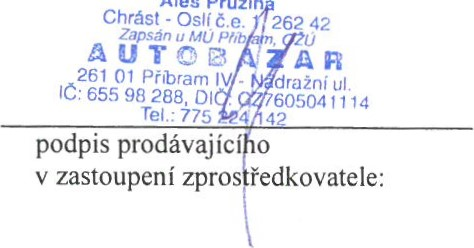 Aleš Pružina
Chrást - Oslí č.e. 1, 262 42
Zapsán u MÚ Příbram, OŽÚ
AUTOBAZAR
261 01 Příbram IV - Nádražní ul.
IČ: 655 98 288, DIČ: CZ7605041114
Tel.: 775 224 142
podpis prodávajícího
v zastoupení zprostředkovatele: